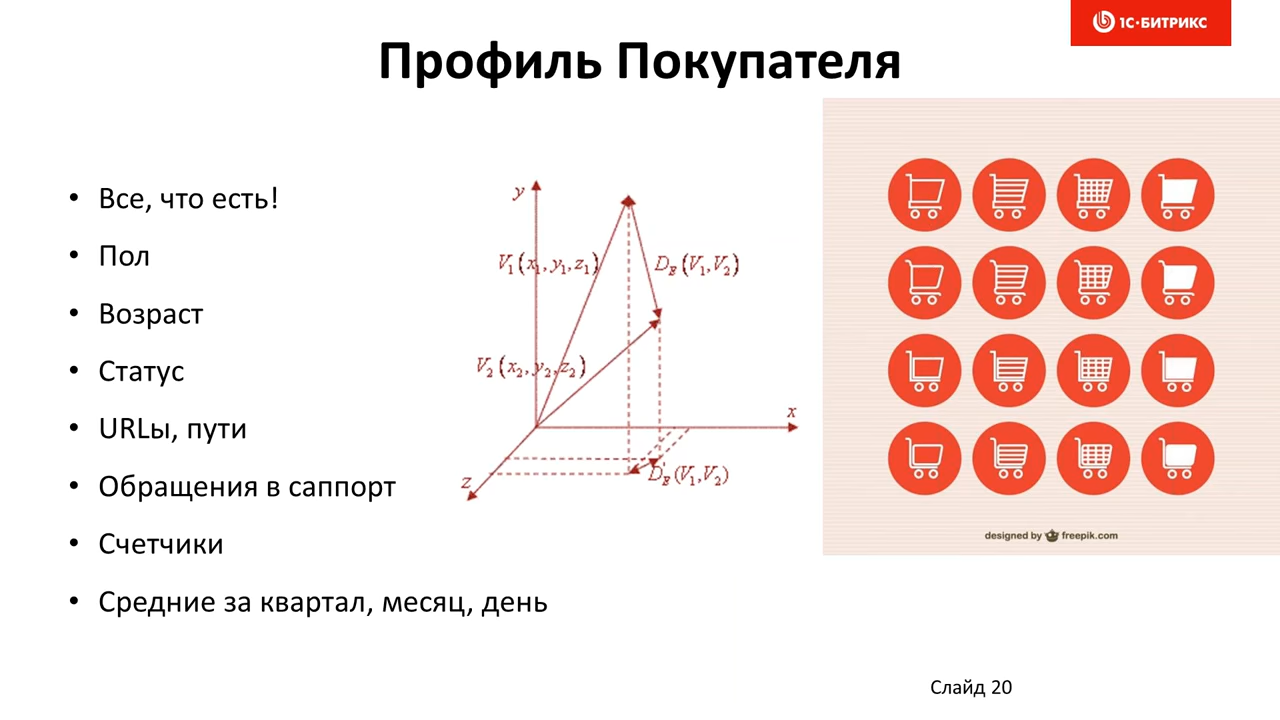 1С-БИТРИКС
Профиль Покупателя
• Все, что есть!
• Пол
• Возраст
• Статус
• URLы, пути
• Обращения в саппорт
• Счетчики
• Средние за квартал, месяц, день
y
V₁(x₁, y₁, z₁)
D_E(V₁, V₂)
V₂(x₂, y₂, z₂)
x
z
D'_E(V₁, V₂)
designed by freepik.com
Слайд 20